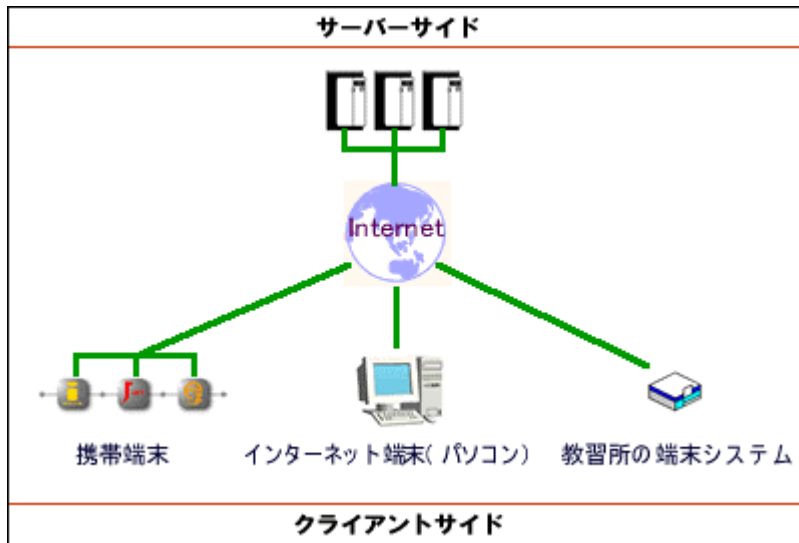 サーバーサイド
Internet
携帯端末
インターネット端末(パソコン)
教習所の端末システム
クライアントサイド